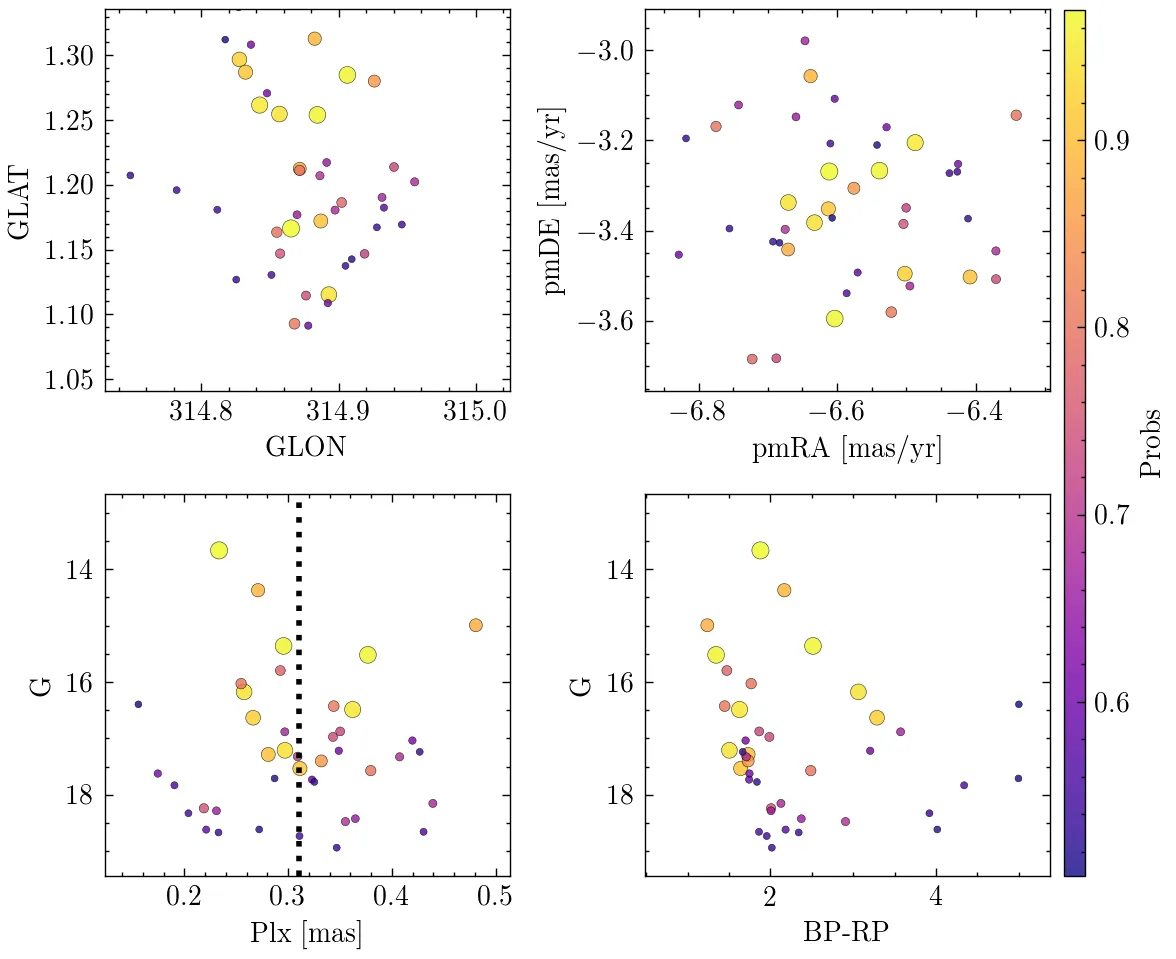 1.30
1.25
1.20
1.15
1.10
1.05
GLAT
314.8 314.9 315.0
GLON
−3.0
−3.2
−3.4
−3.6
pmDE [mas/yr]
−6.8 −6.6 −6.4
pmRA [mas/yr]
0.9
0.8
0.7
0.6
Probs
14
16
18
G
0.2 0.3 0.4 0.5
Plx [mas]
14
16
18
G
2 4
BP-RP